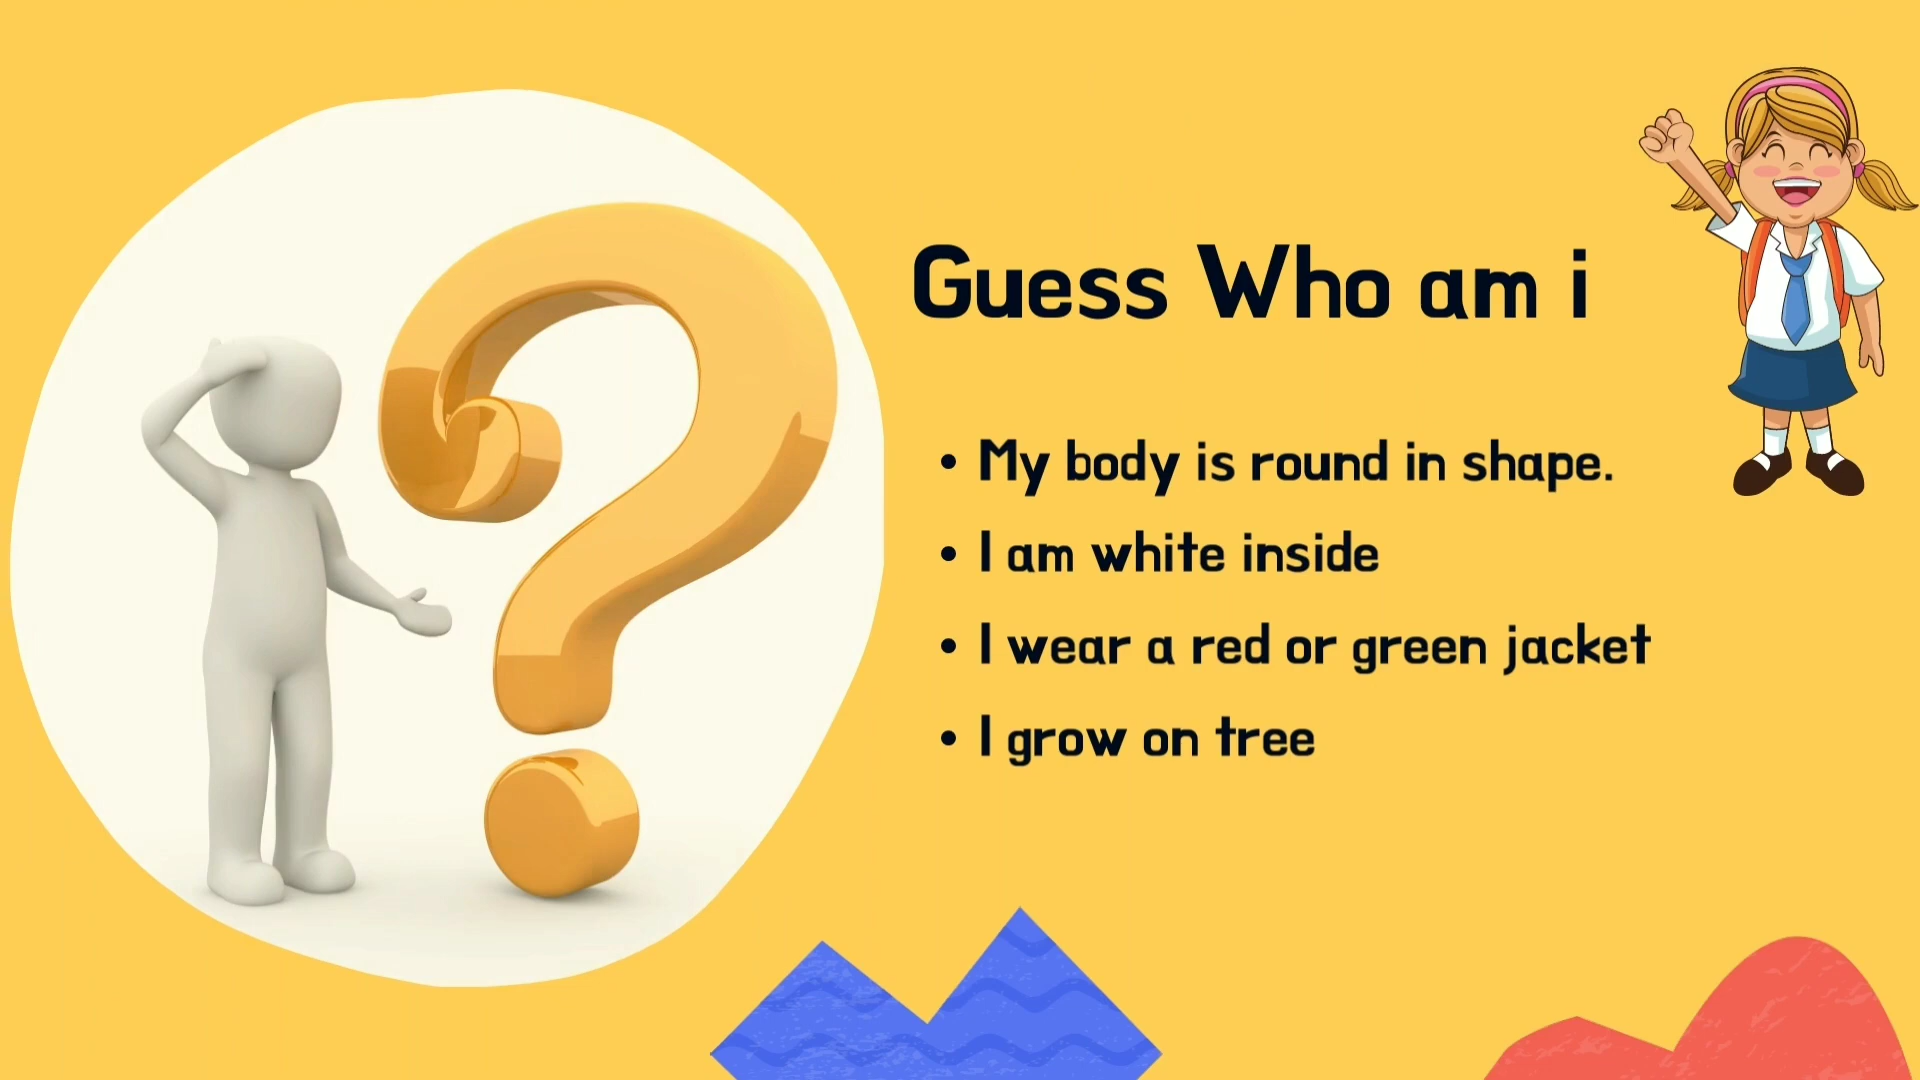 Guess Who am i
• My body is round in shape.
• I am white inside
• I wear a red or green jacket
• I grow on tree